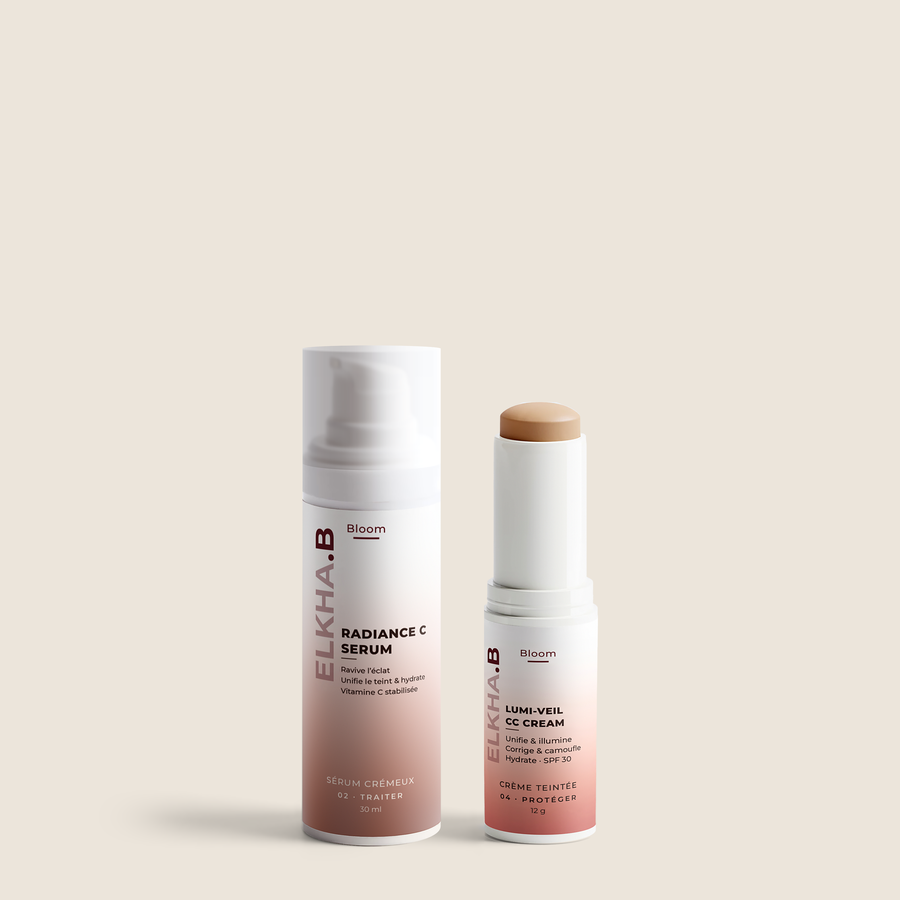 ELKHA.B
Bloom
RADIANCE C
SERUM
Ravive l'éclat
Unifie le teint & hydrate
Vitamine C stabilisée
SÉRUM CRÉMEUX
02 · TRAITER
30 ml
ELKHA.B
Bloom
LUMI-VEIL
CC CREAM
Unifie & illumine
Corrige & camoufle
Hydrate · SPF 30
CRÈME TEINTÉE
04 · PROTÉGER
12 g